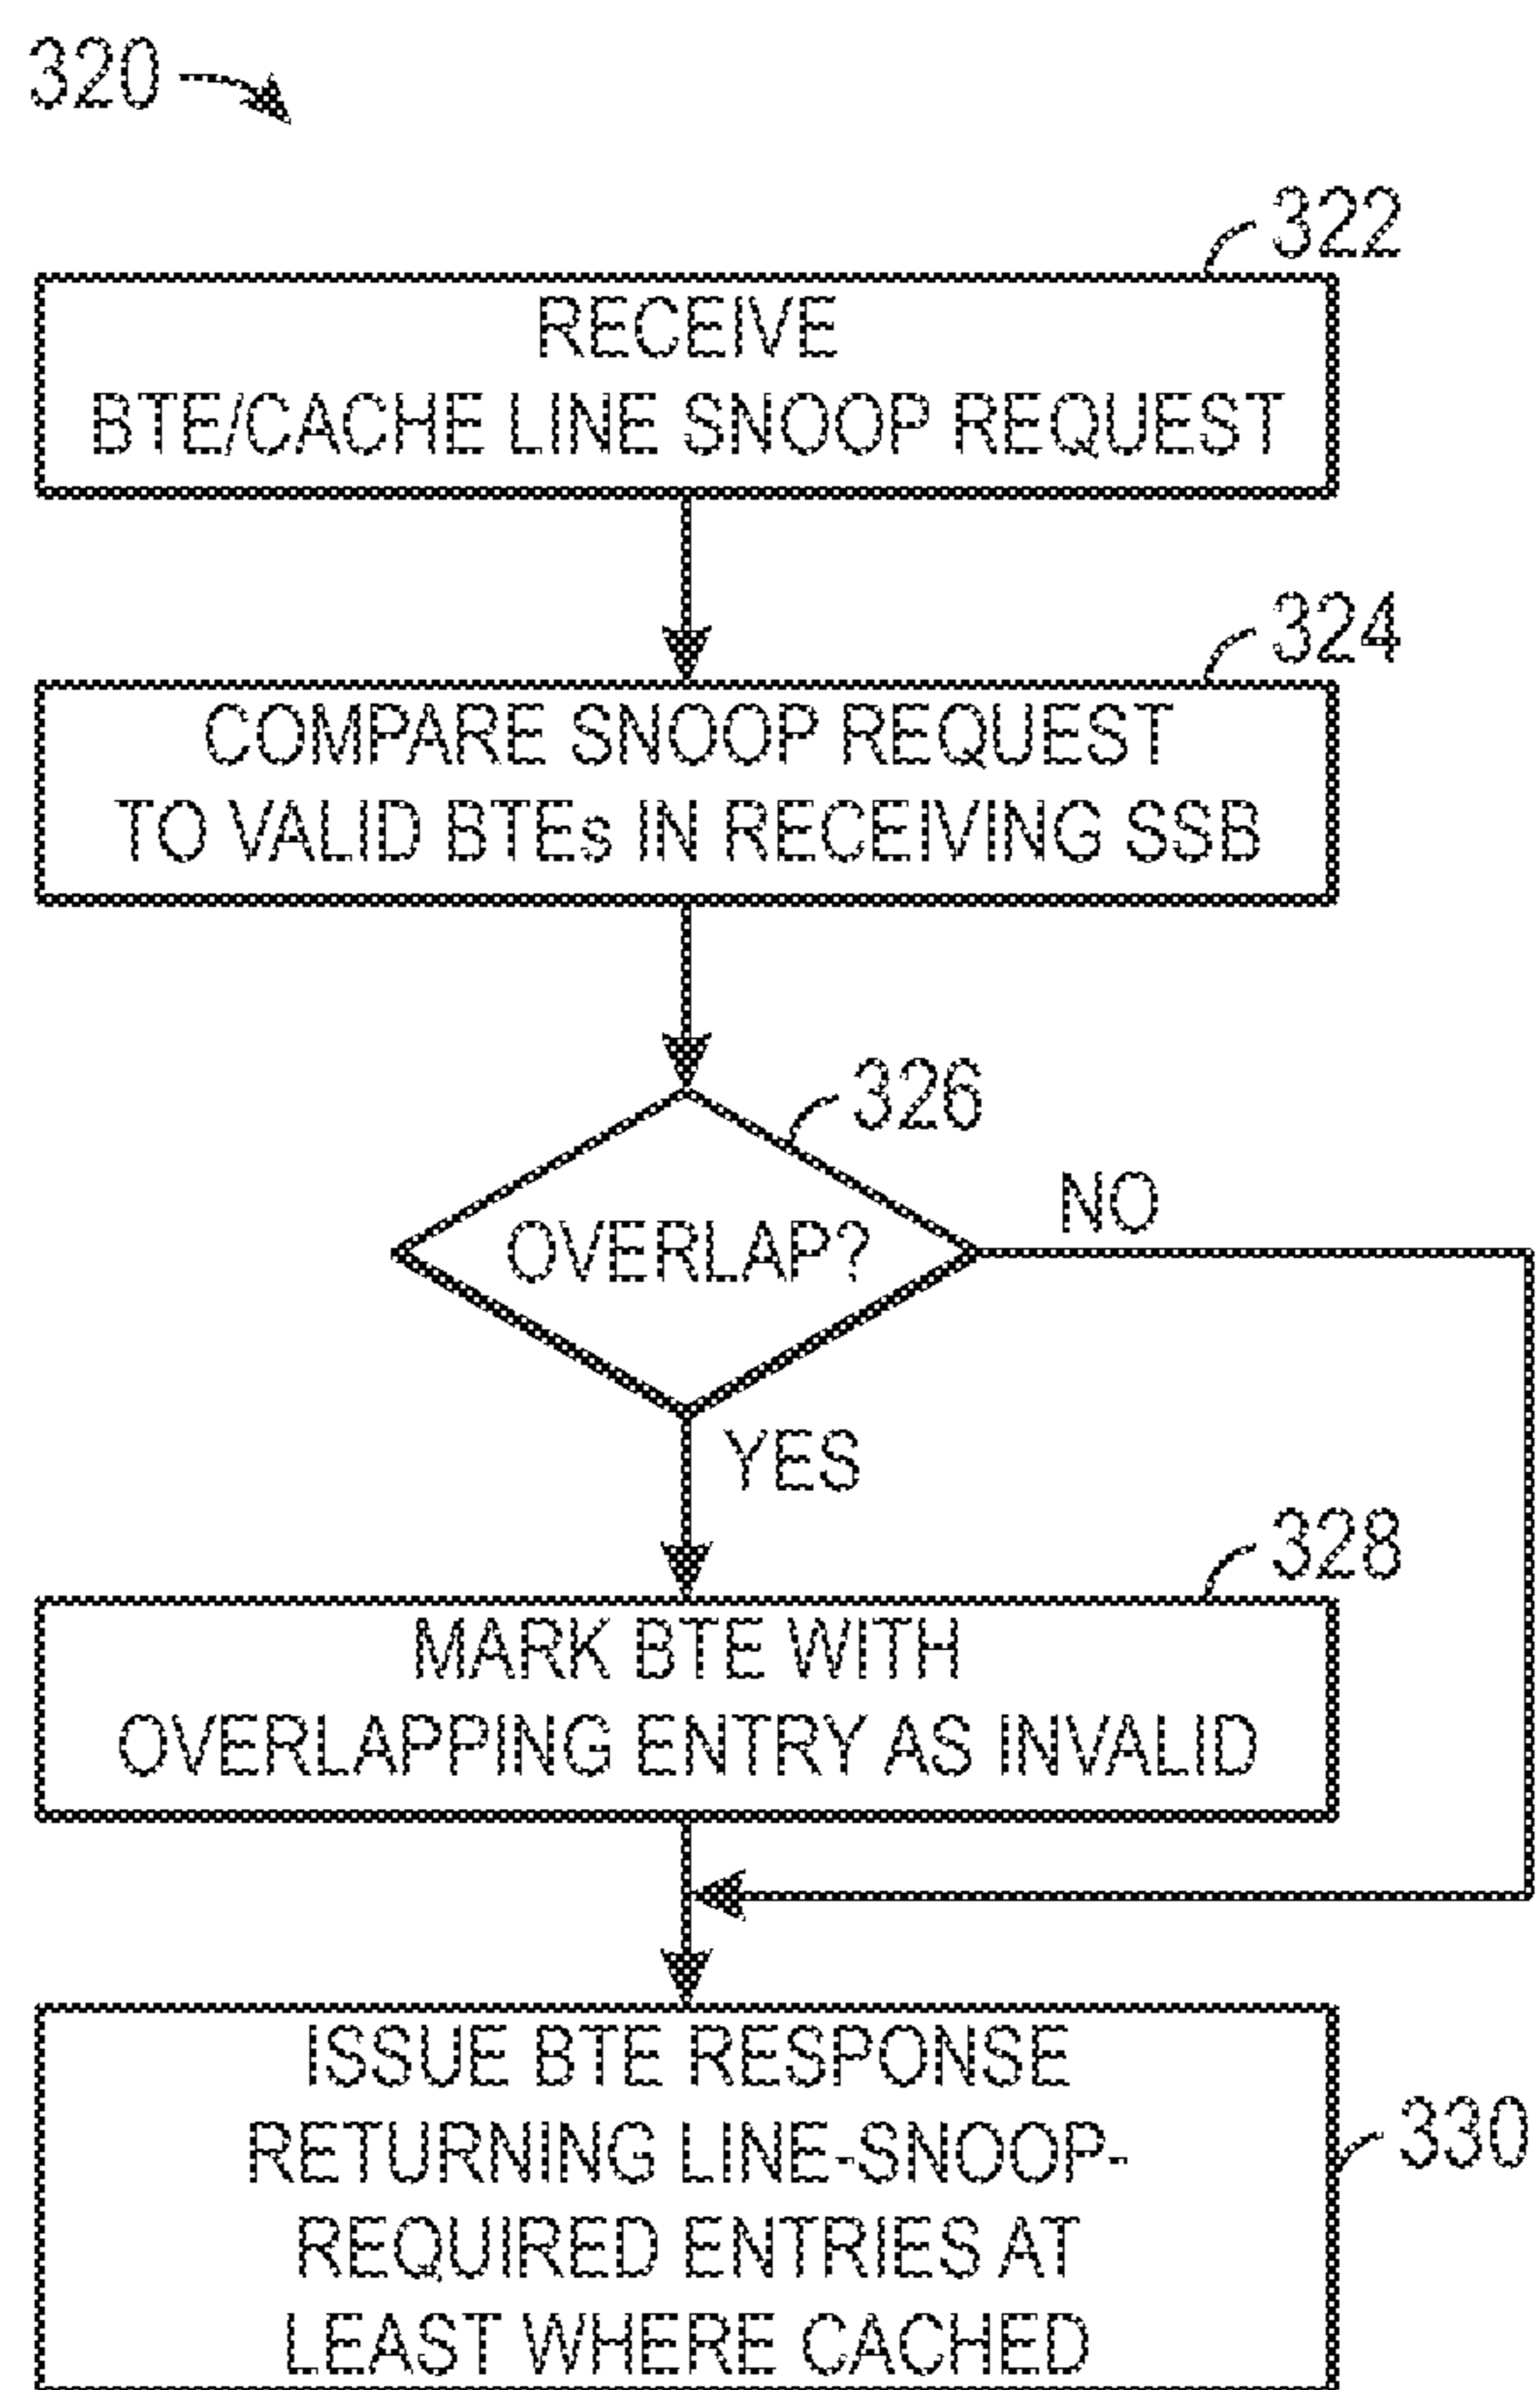 320
322
RECEIVE
BTE/CACHE LINE SNOOP REQUEST
324
COMPARE SNOOP REQUEST
TO VALID BTEs IN RECEIVING SSB
326
OVERLAP?
NO
YES
328
MARK BTE WITH
OVERLAPPING ENTRY AS INVALID
ISSUE BTE RESPONSE
RETURNING LINE-SNOOP-
REQUIRED ENTRIES AT
LEAST WHERE CACHED
330